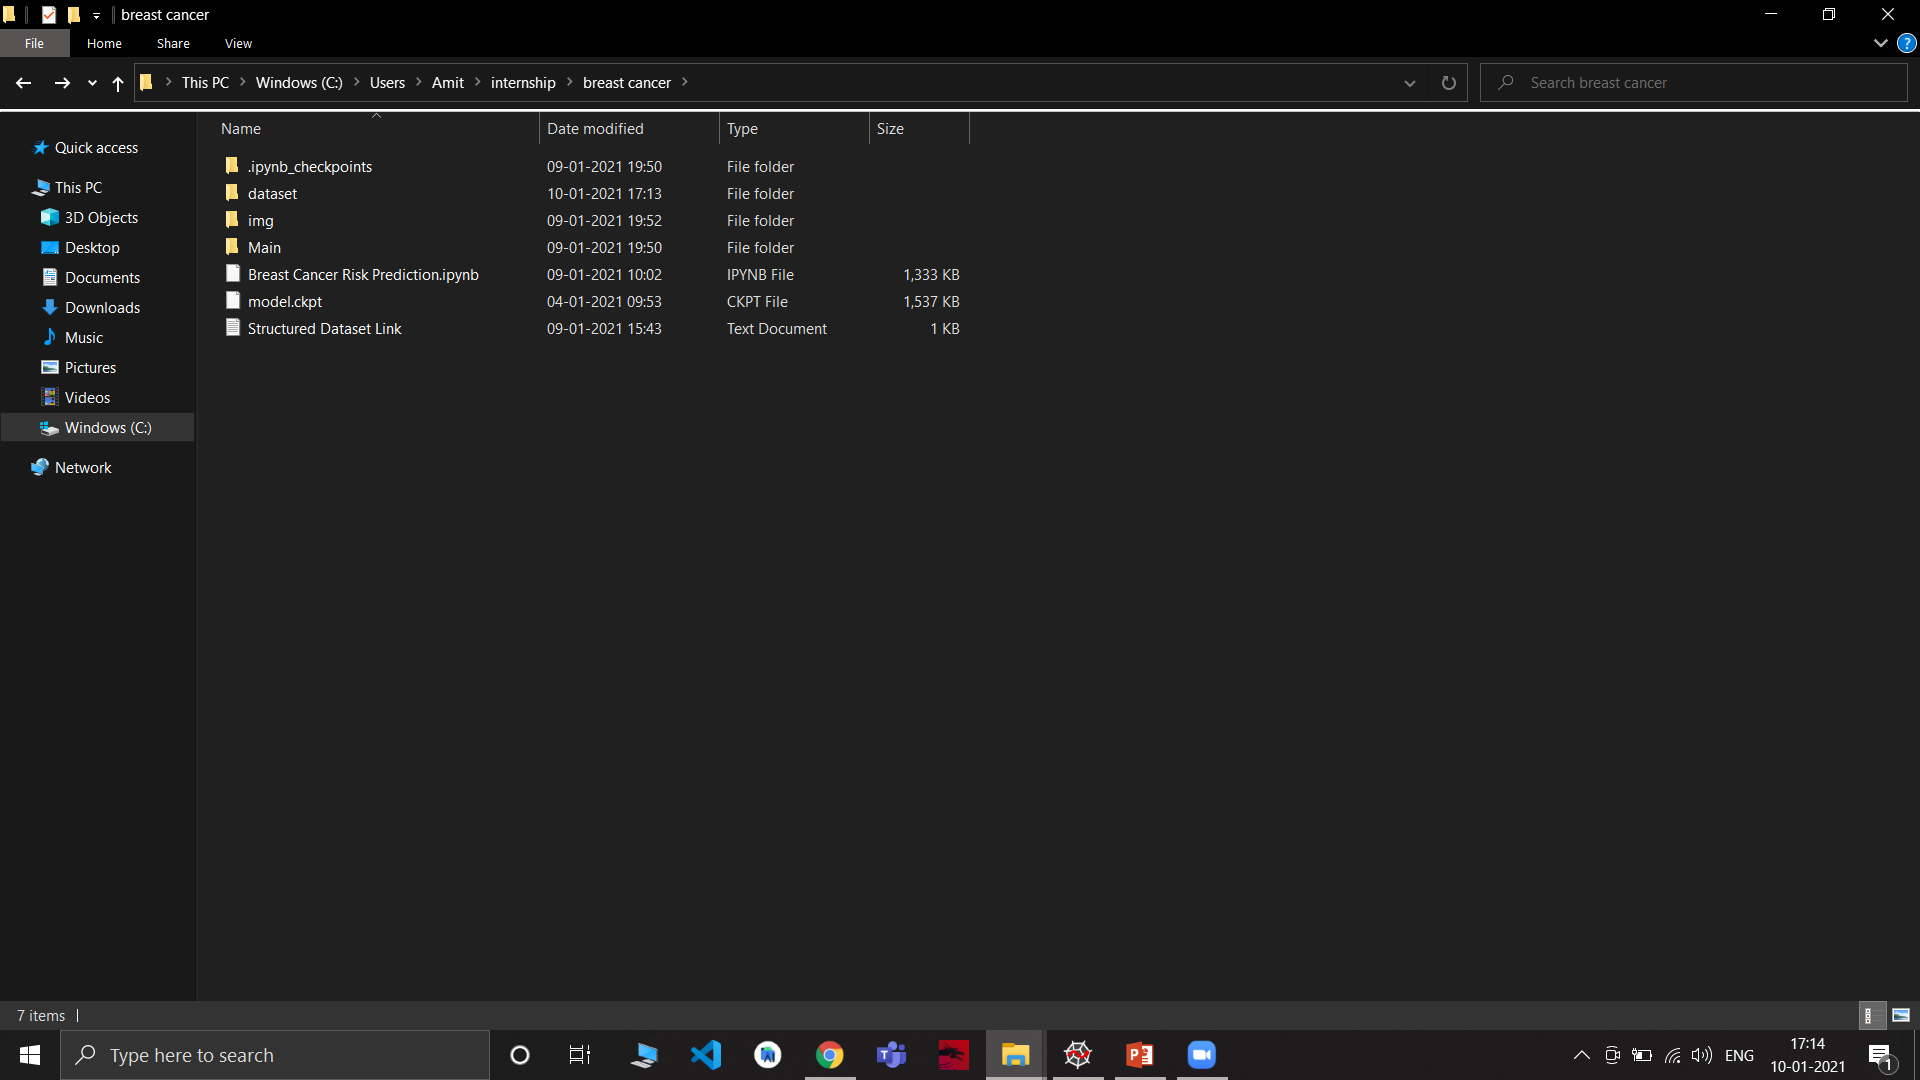 breast cancer
File Home Share View
This PC Windows (C:) Users Amit internship breast cancer
Search breast cancer
Name Date modified Type Size
Quick access
This PC
3D Objects
Desktop
Documents
Downloads
Music
Pictures
Videos
Windows (C:)
Network
.ipynb_checkpoints 09-01-2021 19:50 File folder
dataset 10-01-2021 17:13 File folder
img 09-01-2021 19:52 File folder
Main 09-01-2021 19:50 File folder
Breast Cancer Risk Prediction.ipynb 09-01-2021 10:02 IPYNB File 1,333 KB
model.ckpt 04-01-2021 09:53 CKPT File 1,537 KB
Structured Dataset Link 09-01-2021 15:43 Text Document 1 KB
7 items
Type here to search
ENG
17:14
10-01-2021
1